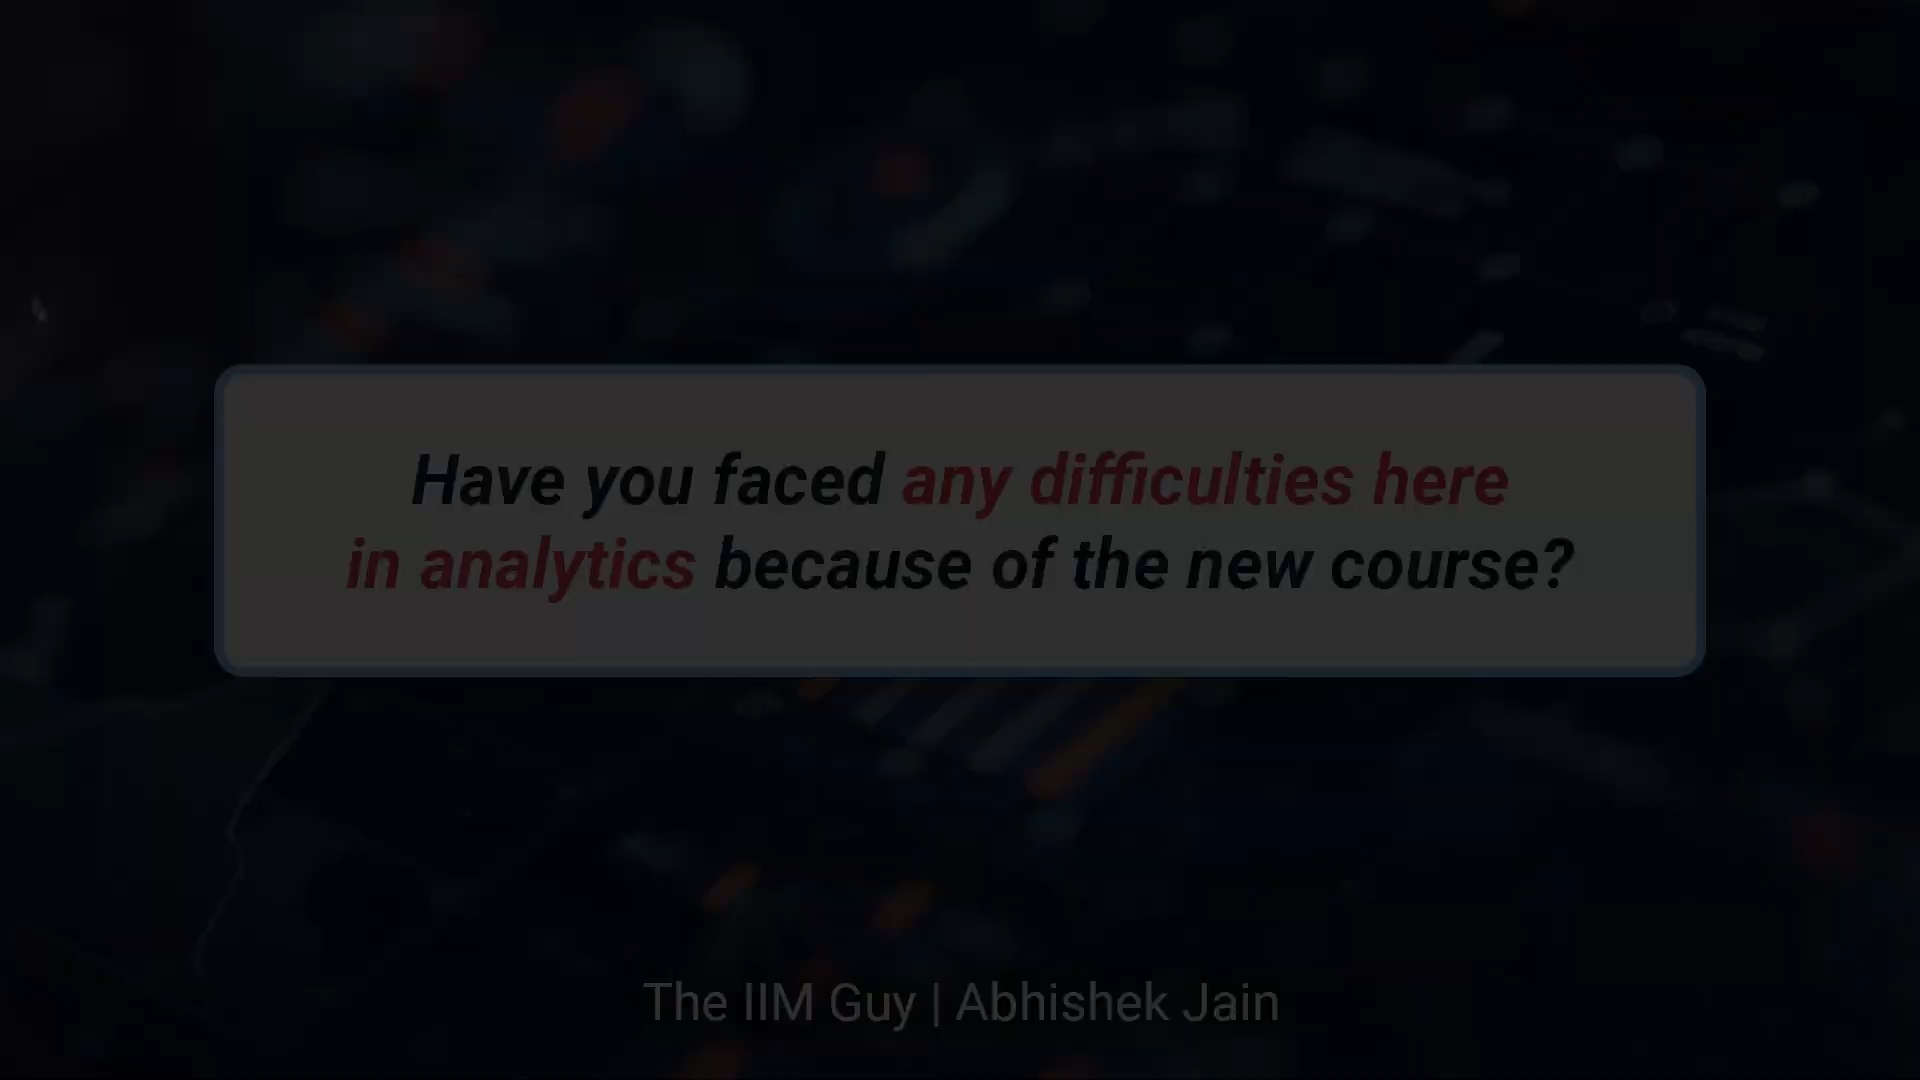 Have you faced any difficulties here
in analytics because of the new course?
The IIM Guy | Abhishek Jain